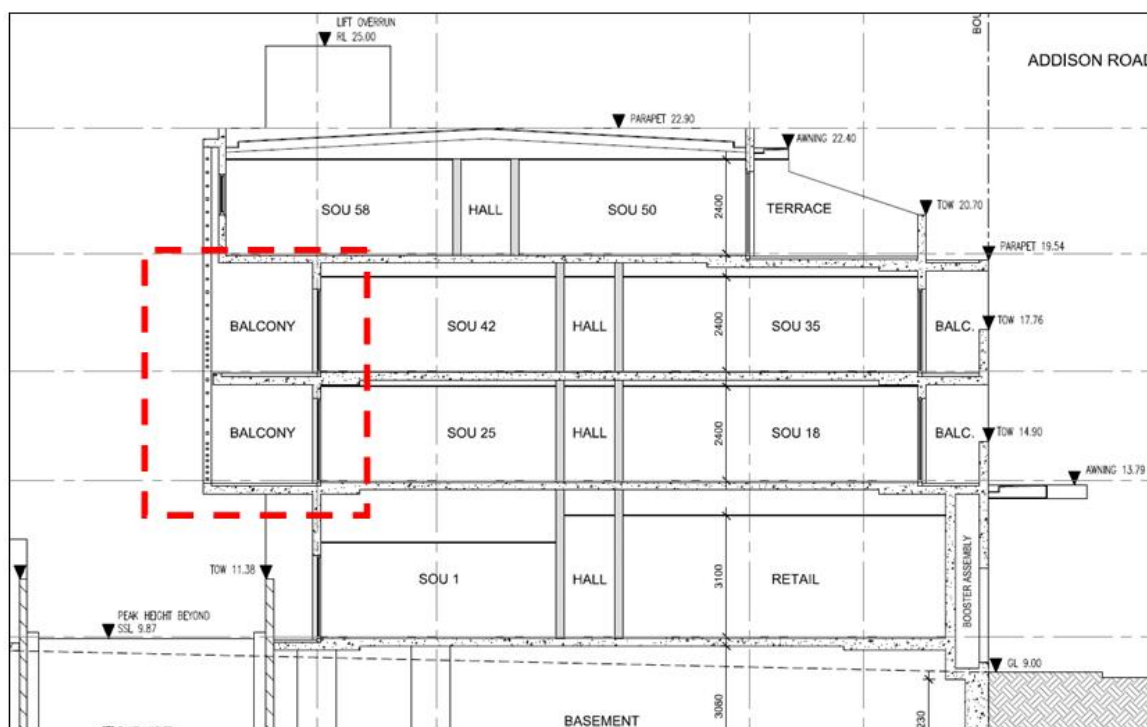 LIFT OVERRUN
RL 25.00
BOU
ADDISON ROAD
PARAPET 22.90
AWNING 22.40
SOU 58
HALL
SOU 50
2400
TERRACE
TOW 20.70
PARAPET 19.54
BALCONY
SOU 42
HALL
2400
SOU 35
BALC.
TOW 17.76
BALCONY
SOU 25
HALL
2400
SOU 18
BALC.
TOW 14.90
AWNING 13.79
TOW 11.38
SOU 1
HALL
3100
RETAIL
BOOSTER ASSEMBLY
PEAK HEIGHT BEYOND
SSL 9.87
GL 9.00
3080
BASEMENT
230